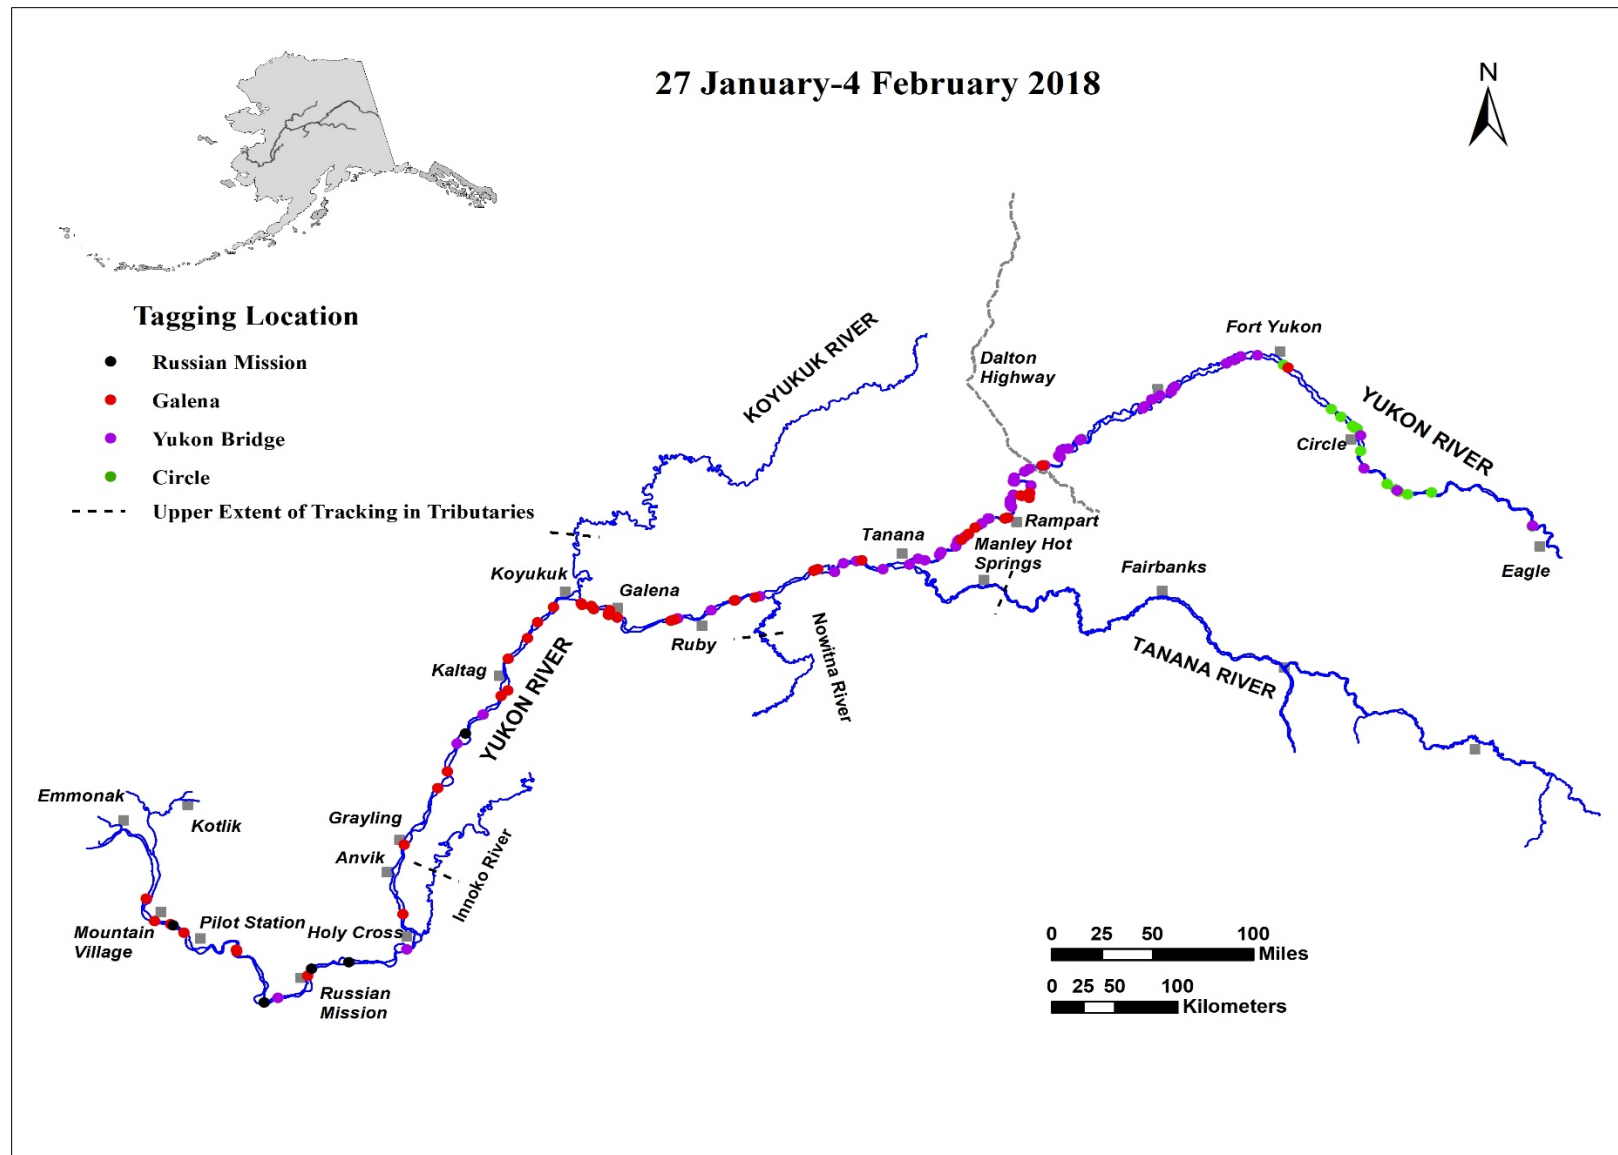 27 January-4 February 2018
N
Tagging Location
Russian Mission
Galena
Yukon Bridge
Circle
Upper Extent of Tracking in Tributaries
KOYUKUK RIVER
Dalton
Highway
Fort Yukon
YUKON RIVER
Circle
Eagle
Rampart
Manley Hot
Springs
Tanana
Fairbanks
TANANA RIVER
Koyukuk
Galena
Ruby
Nowitna River
Kaltag
YUKON RIVER
Grayling
Anvik
Innoko River
Holy Cross
Emmonak
Kotlik
Mountain
Village
Pilot Station
Russian
Mission
0 25 50 100
Miles
0 25 50 100
Kilometers